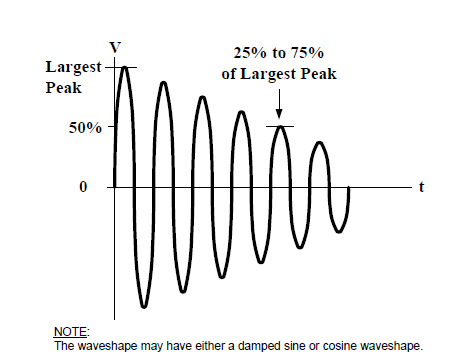 V
Largest
Peak
25% to 75%
of Largest Peak
50%
0
t
NOTE:
The waveshape may have either a damped sine or cosine waveshape.